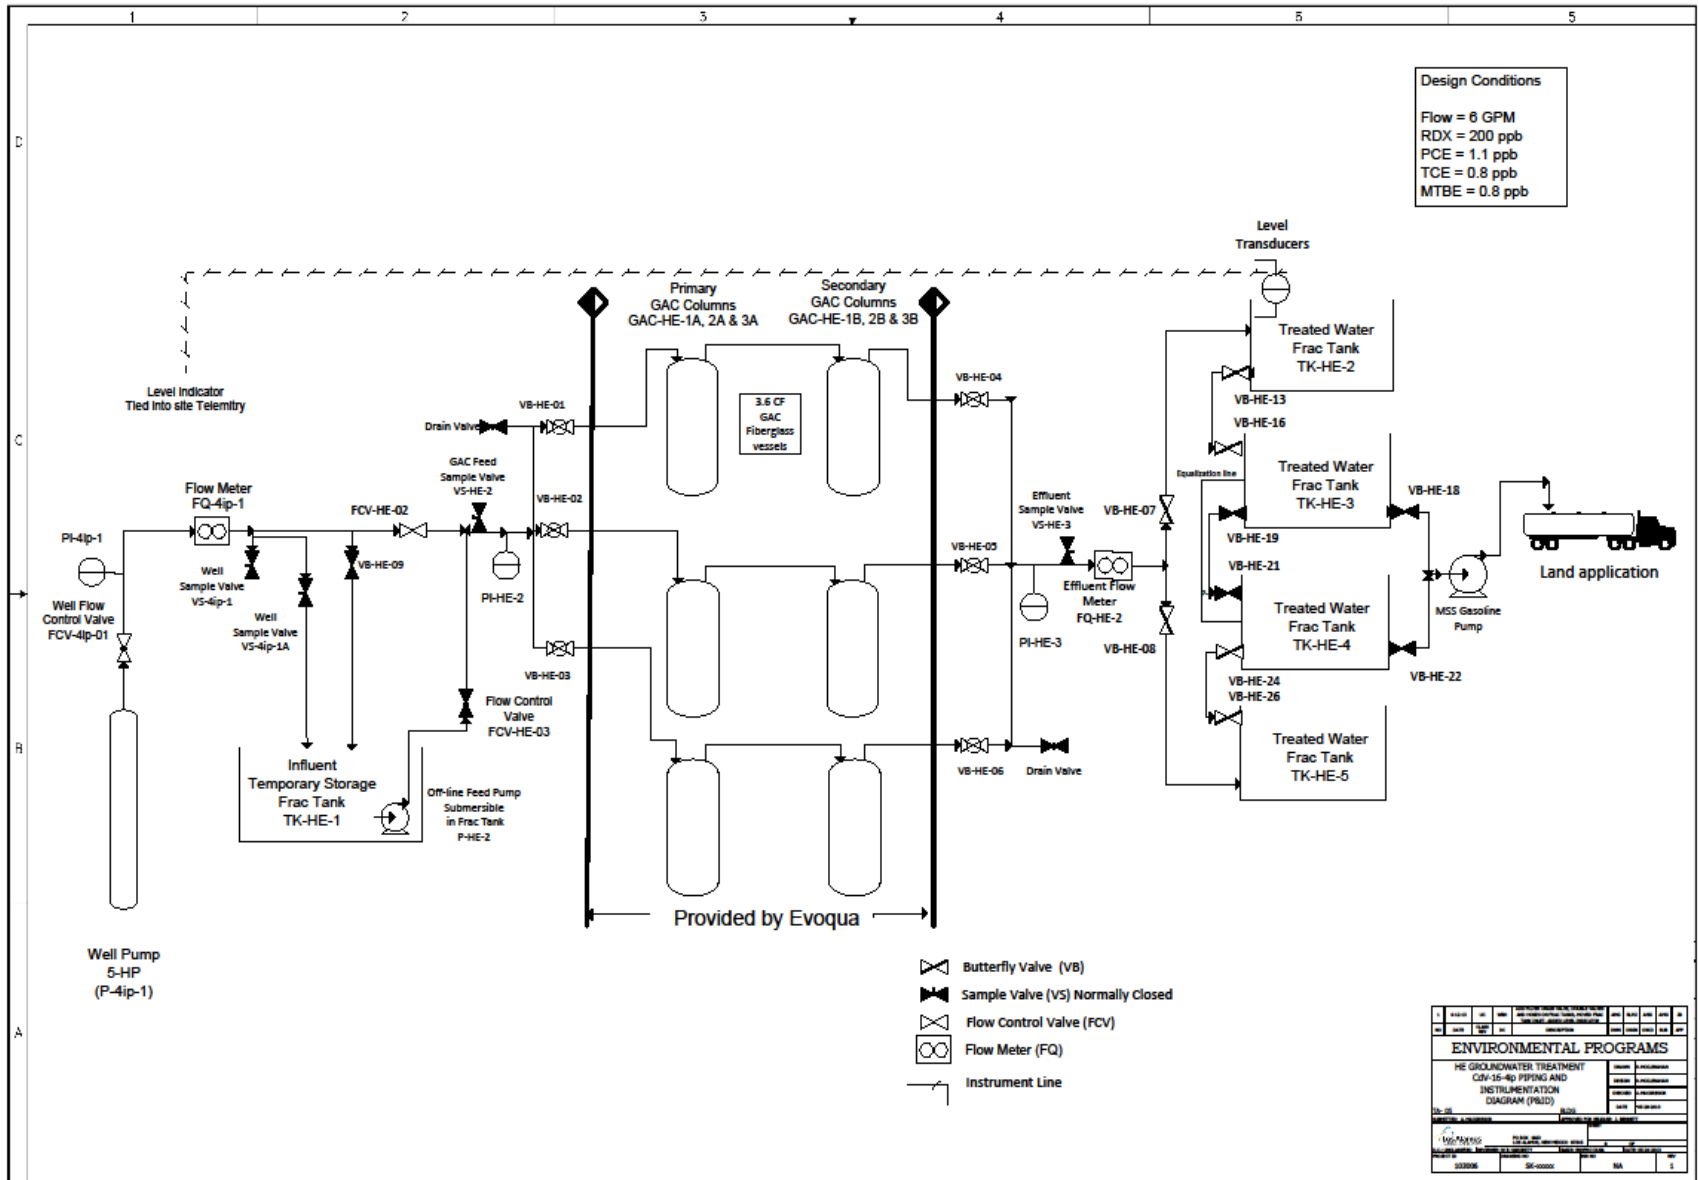 1
2
3
4
5
5
D
C
B
A
Design Conditions
Flow = 6 GPM
RDX = 200 ppb
PCE = 1.1 ppb
TCE = 0.8 ppb
MTBE = 0.8 ppb
Level
Transducers
Primary
GAC Columns
GAC-HE-1A, 2A & 3A
Secondary
GAC Columns
GAC-HE-1B, 2B & 3B
Level Indicator
Tied into site Telemitry
3.6 CF
GAC
Fiberglass
vessels
Drain Valve
VB-HE-01
GAC Feed
Sample Valve
VS-HE-2
VB-HE-02
VB-HE-03
Flow Meter
FQ-4ip-1
FCV-HE-02
PI-4ip-1
Well Flow
Control Valve
FCV-4ip-01
Well
Sample Valve
VS-4ip-1
Well
Sample Valve
VS-4ip-1A
VB-HE-09
PI-HE-2
Flow Control
Valve
FCV-HE-03
Influent
Temporary Storage
Frac Tank
TK-HE-1
Off-line Feed Pump
Submersible
in Frac Tank
P-HE-2
Well Pump
5-HP
(P-4ip-1)
Provided by Evoqua
VB-HE-04
VB-HE-05
VB-HE-06
Drain Valve
Effluent
Sample Valve
VS-HE-3
PI-HE-3
Effluent Flow
Meter
FQ-HE-2
VB-HE-07
VB-HE-08
Treated Water
Frac Tank
TK-HE-2
VB-HE-13
VB-HE-16
Equalization line
Treated Water
Frac Tank
TK-HE-3
VB-HE-18
VB-HE-19
VB-HE-21
Treated Water
Frac Tank
TK-HE-4
VB-HE-22
VB-HE-24
VB-HE-26
Treated Water
Frac Tank
TK-HE-5
MSS Gasoline
Pump
Land application
Butterfly Valve (VB)
Sample Valve (VS) Normally Closed
Flow Control Valve (FCV)
Flow Meter (FQ)
Instrument Line
ENVIRONMENTAL PROGRAMS
HE GROUNDWATER TREATMENT
CdV-16-4ip PIPING AND
INSTRUMENTATION
DIAGRAM (P&ID)
Los Alamos
103006
SK-xxxxx
NA
1